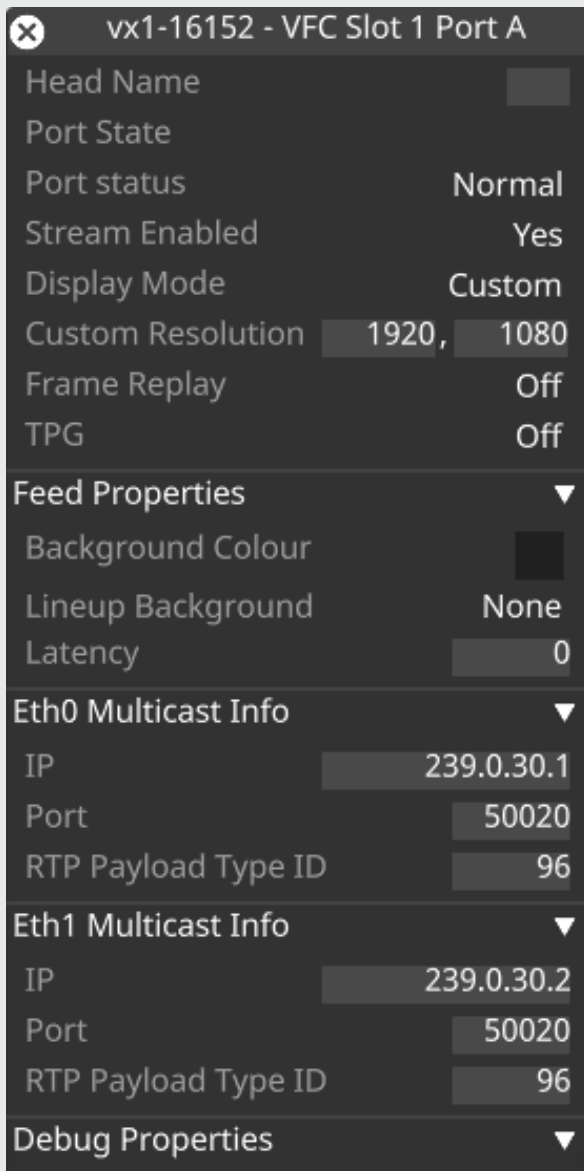 vx1-16152 - VFC Slot 1 Port A
Head Name
Port State
Port status Normal
Stream Enabled Yes
Display Mode Custom
Custom Resolution 1920, 1080
Frame Replay Off
TPG Off
Feed Properties
Background Colour
Lineup Background None
Latency 0
Eth0 Multicast Info
IP 239.0.30.1
Port 50020
RTP Payload Type ID 96
Eth1 Multicast Info
IP 239.0.30.2
Port 50020
RTP Payload Type ID 96
Debug Properties